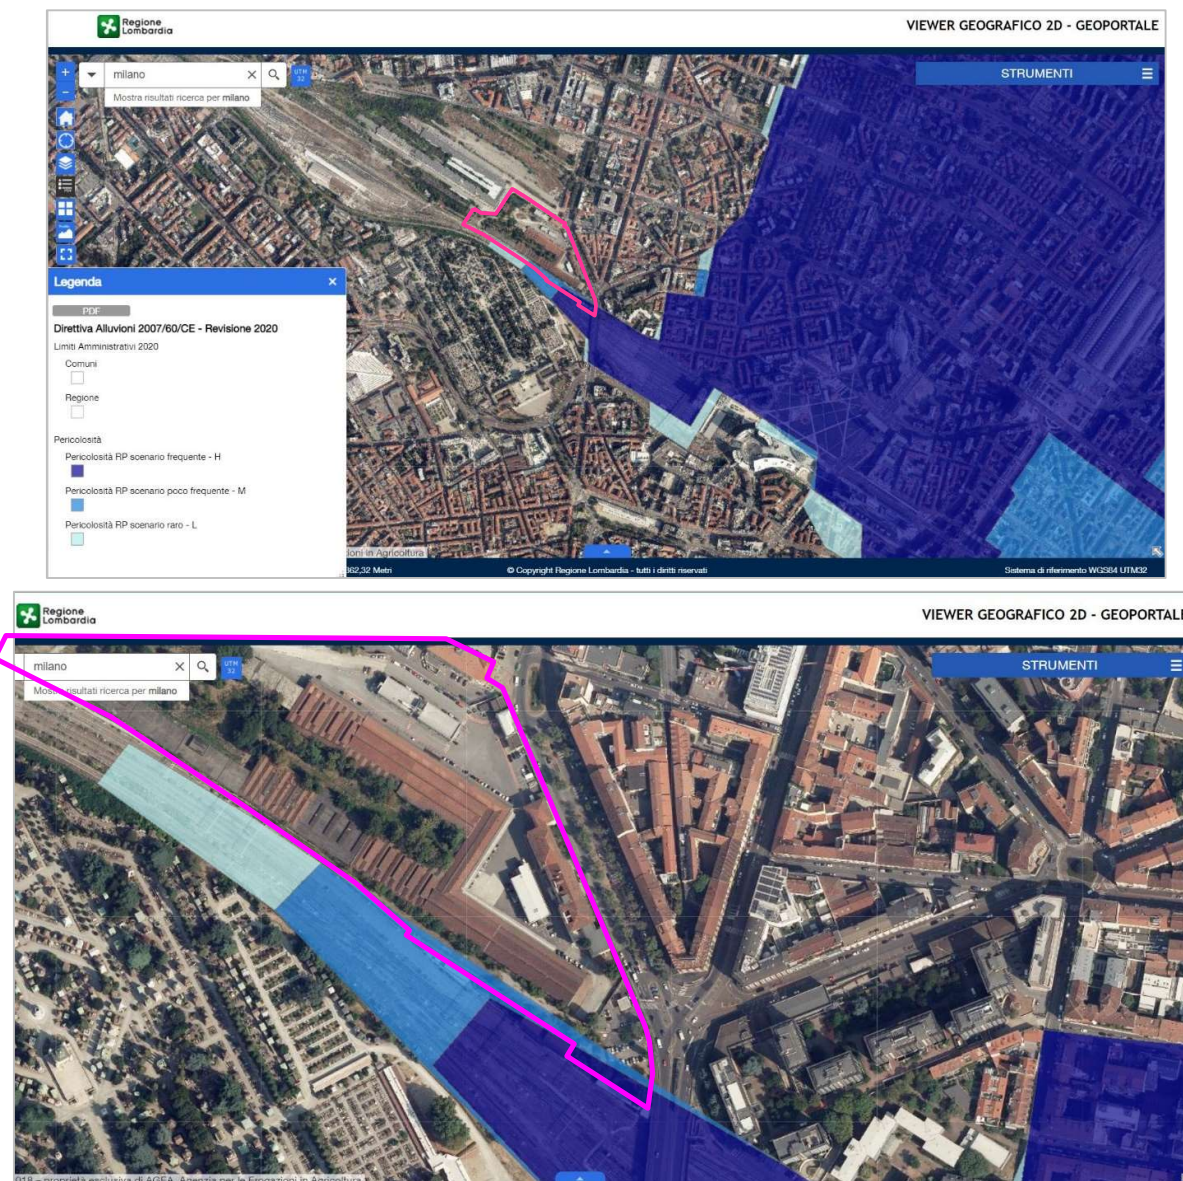 Regione
Lombardia
VIEWER GEOGRAFICO 2D - GEOPORTALE
+
milano
UTM
32
STRUMENTI
-
Mostra risultati ricerca per milano
Legenda
PDF
Direttiva Alluvioni 2007/60/CE - Revisione 2020
Limiti Amministrativi 2020
Comuni
Regione
Pericolosità
Pericolosità RP scenario frequente - H
Pericolosità RP scenario poco frequente - M
Pericolosità RP scenario raro - L
ioni in Agricoltura
362,32 Metri
© Copyright Regione Lombardia - tutti i diritti riservati
Sistema di riferimento WGS84 UTM32
Regione
Lombardia
VIEWER GEOGRAFICO 2D - GEOPORTALE
milano
UTM
32
STRUMENTI
Mostra risultati ricerca per milano
018 – proprietà esclusiva di AGEA, Agenzia per le Erogazioni in Agricoltura